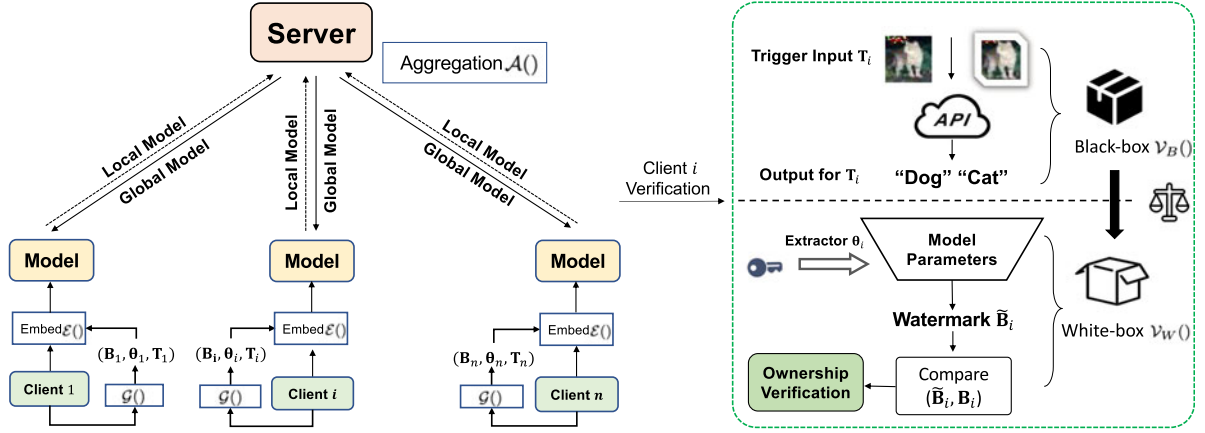 Server
Aggregation 𝒜()
Local Model
Global Model
Local Model
Global Model
Local Model
Global Model
Model
Model
Model
Embed ℰ()
Embed ℰ()
Embed ℰ()
(B₁, θ₁, T₁)
(Bᵢ, θᵢ, Tᵢ)
(Bₙ, θₙ, Tₙ)
Client 1
𝒢()
𝒢()
Client i
𝒢()
Client n
Client i
Verification
Trigger Input Tᵢ
API
Output for Tᵢ
“Dog” “Cat”
Black-box 𝒱_B()
Extractor θᵢ
Model
Parameters
Watermark B̃ᵢ
White-box 𝒱_W()
Ownership
Verification
Compare
(B̃ᵢ, Bᵢ)